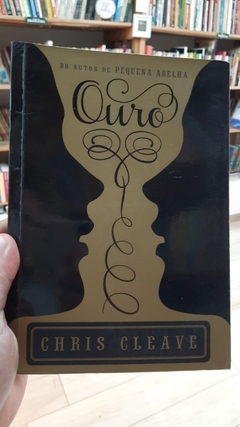 DO AUTOR DE PEQUENA ABELHA
Ouro
CHRIS CLEAVE